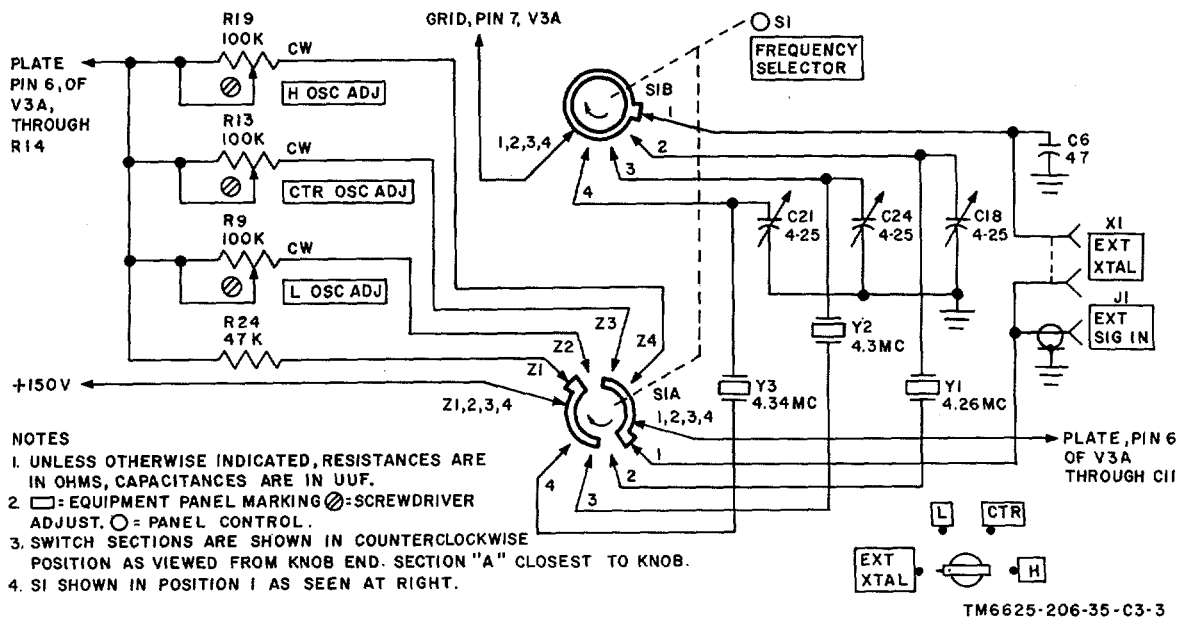 R19
100K
CW
H OSC ADJ
PLATE
PIN 6, OF
V3A,
THROUGH
R14
R13
100K
CW
CTR OSC ADJ
R9
100K
CW
L OSC ADJ
R24
47K
+150V
GRID, PIN 7, V3A
S1
FREQUENCY
SELECTOR
S1B
1
1,2,3,4
2
3
4
C6
47
C21
4-25
C24
4-25
C18
4-25
X1
EXT
XTAL
J1
EXT
SIG IN
Z3
Z4
Z2
Z1
Z1,2,3,4
S1A
1,2,3,4
1
2
3
4
Y2
4.3MC
Y3
4.34MC
Y1
4.26MC
PLATE, PIN 6
OF V3A
THROUGH C11
NOTES
1. UNLESS OTHERWISE INDICATED, RESISTANCES ARE
IN OHMS, CAPACITANCES ARE IN UUF.
2 = EQUIPMENT PANEL MARKING = SCREWDRIVER
ADJUST. = PANEL CONTROL.
3. SWITCH SECTIONS ARE SHOWN IN COUNTERCLOCKWISE
POSITION AS VIEWED FROM KNOB END. SECTION "A" CLOSEST TO KNOB.
4. S1 SHOWN IN POSITION 1 AS SEEN AT RIGHT.
L
CTR
EXT
XTAL
H
TM6625-206-35-C3-3